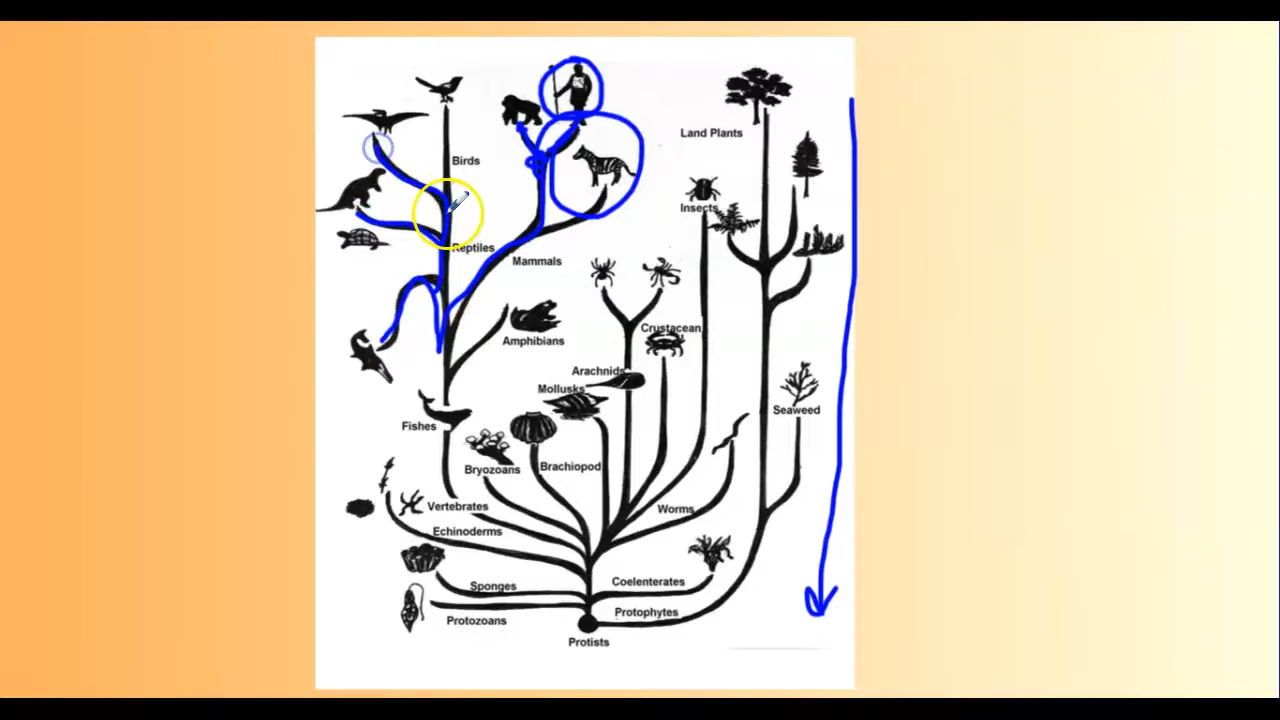 Land Plants
Birds
Insects
Reptiles
Mammals
Crustacean
Amphibians
Arachnids
Mollusks
Seaweed
Fishes
Bryozoans
Brachiopod
Vertebrates
Worms
Echinoderms
Sponges
Coelenterates
Protozoans
Protophytes
Protists